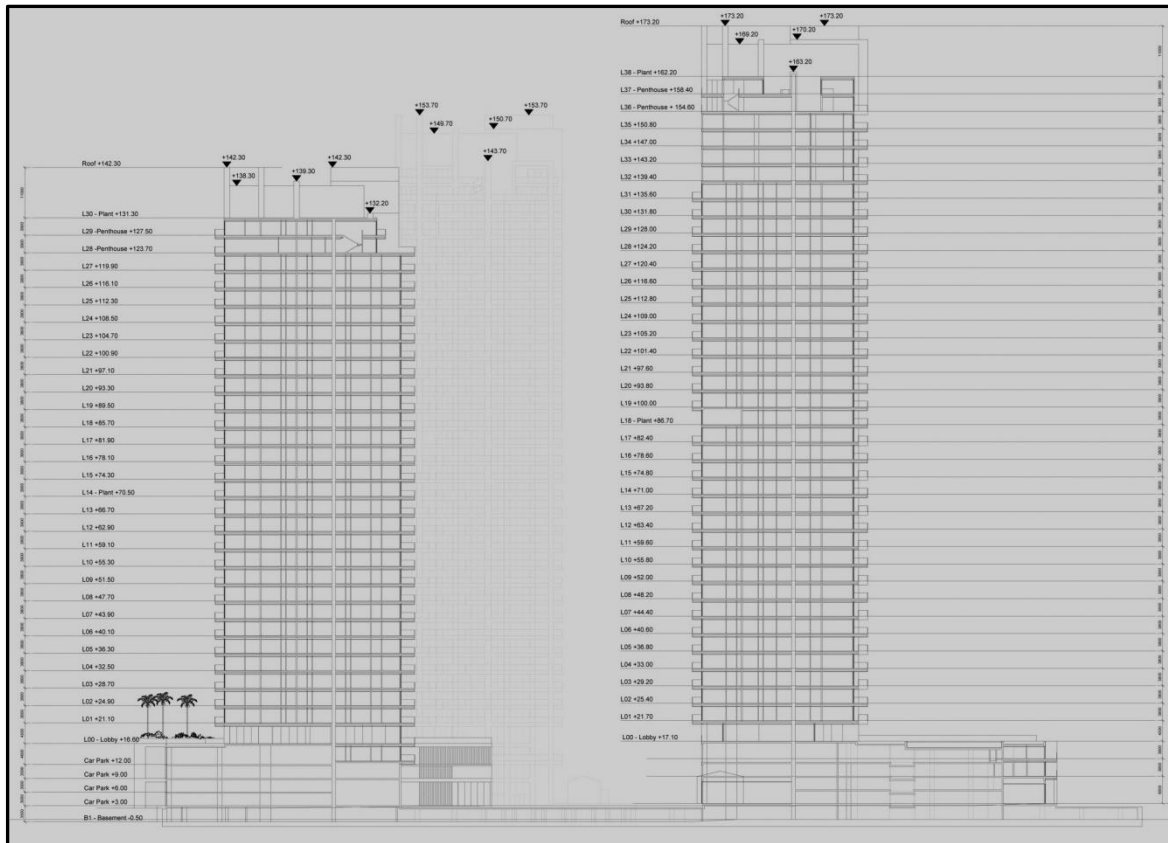 +142.30
+142.30
Roof +142.30
+138.30
+139.30
+132.20
L30 - Plant +131.30
L29 -Penthouse +127.50
L28 -Penthouse +123.70
L27 +119.90
L26 +116.10
L25 +112.30
L24 +108.50
L23 +104.70
L22 +100.90
L21 +97.10
L20 +93.30
L19 +89.50
L18 +85.70
L17 +81.90
L16 +78.10
L15 +74.30
L14 - Plant +70.50
L13 +66.70
L12 +62.90
L11 +59.10
L10 +55.30
L09 +51.50
L08 +47.70
L07 +43.90
L06 +40.10
L05 +36.30
L04 +32.50
L03 +28.70
L02 +24.90
L01 +21.10
L00 - Lobby +16.60
Car Park +12.00
Car Park +9.00
Car Park +6.00
Car Park +3.00
B1 - Basement -0.50
+153.70
+153.70
+149.70
+150.70
+143.70
+173.20
+173.20
Roof +173.20
+169.20
+170.20
+163.20
L38 - Plant +162.20
L37 - Penthouse +158.40
L36 - Penthouse + 154.60
L35 +150.80
L34 +147.00
L33 +143.20
L32 +139.40
L31 +135.60
L30 +131.80
L29 +128.00
L28 +124.20
L27 +120.40
L26 +116.60
L25 +112.80
L24 +109.00
L23 +105.20
L22 +101.40
L21 +97.60
L20 +93.80
L19 +100.00
L18 - Plant +86.70
L17 +82.40
L16 +78.60
L15 +74.80
L14 +71.00
L13 +67.20
L12 +63.40
L11 +59.60
L10 +55.80
L09 +52.00
L08 +48.20
L07 +44.40
L06 +40.60
L05 +36.80
L04 +33.00
L03 +29.20
L02 +25.40
L01 +21.70
L00 - Lobby +17.10